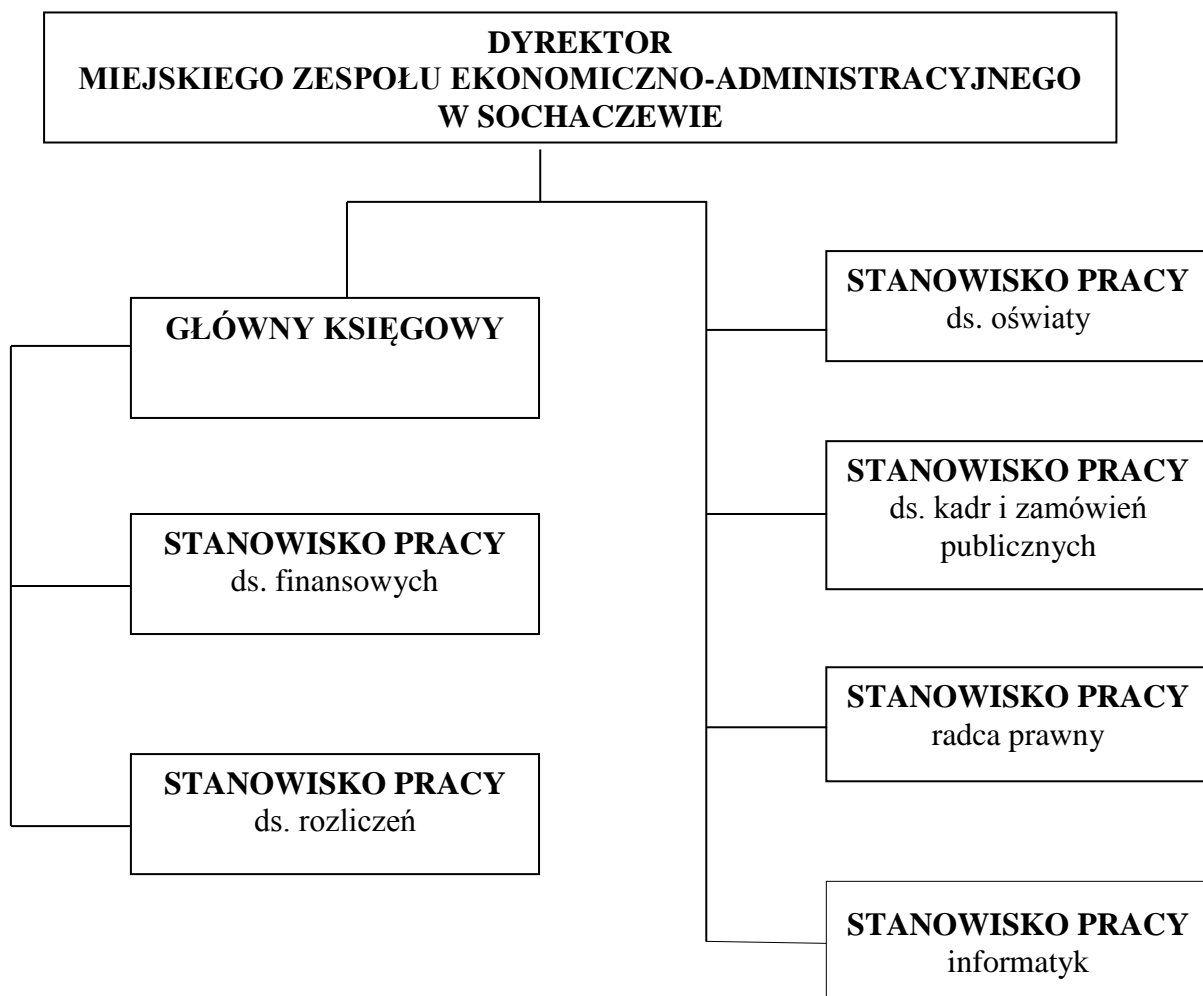 DYREKTOR
MIEJSKIEGO ZESPOŁU EKONOMICZNO-ADMINISTRACYJNEGO
W SOCHACZEWIE
GŁÓWNY KSIĘGOWY
STANOWISKO PRACY
ds. finansowych
STANOWISKO PRACY
ds. rozliczeń
STANOWISKO PRACY
ds. oświaty
STANOWISKO PRACY
ds. kadr i zamówień
publicznych
STANOWISKO PRACY
radca prawny
STANOWISKO PRACY
informatyk